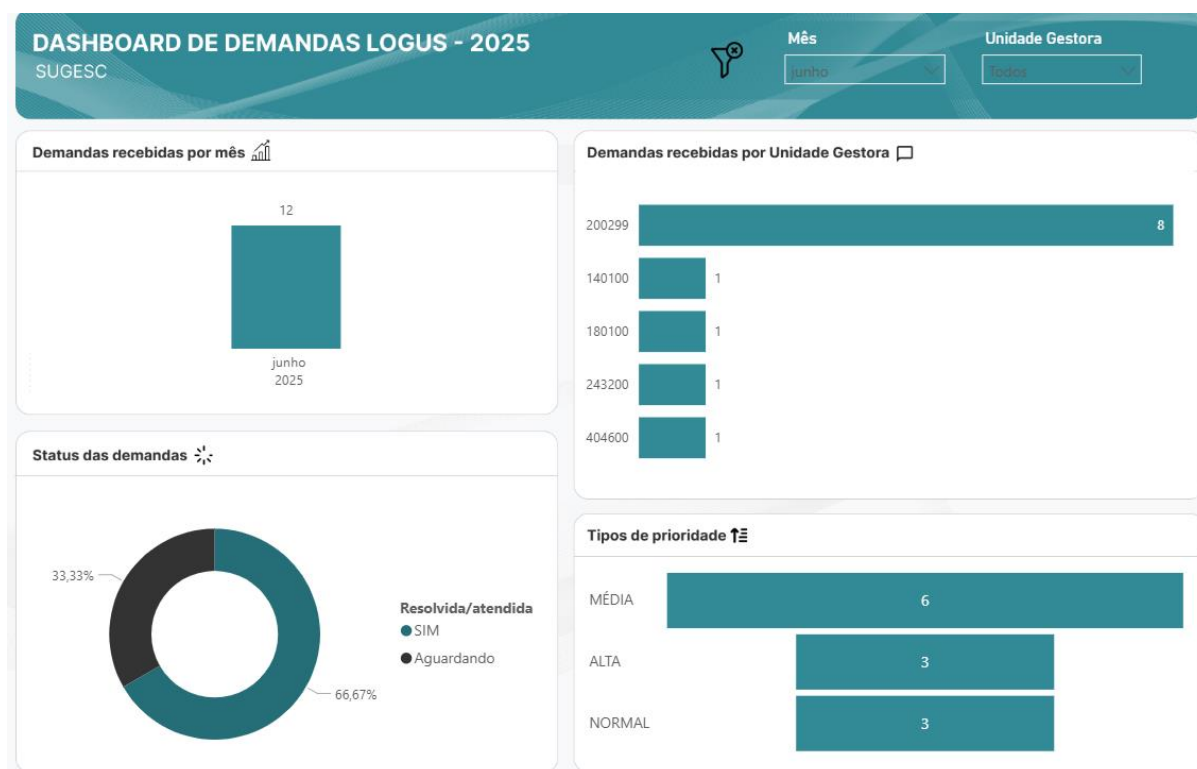 DASHBOARD DE DEMANDAS LOGUS - 2025
SUGESC
Mês
junho
Unidade Gestora
Todos
Demandas recebidas por mês
12
junho
2025
Demandas recebidas por Unidade Gestora
200299 8
140100 1
180100 1
243200 1
404600 1
Status das demandas
33,33%
66,67%
Resolvida/atendida
SIM
Aguardando
Tipos de prioridade
MÉDIA 6
ALTA 3
NORMAL 3